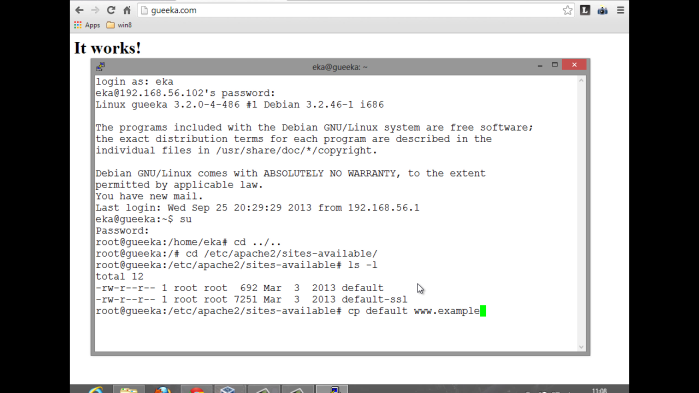 gueeka.com
Apps win8
It works!
eka@gueeka: ~
login as: eka
eka@192.168.56.102's password:
Linux gueeka 3.2.0-4-486 #1 Debian 3.2.46-1 i686
The programs included with the Debian GNU/Linux system are free software;
the exact distribution terms for each program are described in the
individual files in /usr/share/doc/*/copyright.
Debian GNU/Linux comes with ABSOLUTELY NO WARRANTY, to the extent
permitted by applicable law.
You have new mail.
Last login: Wed Sep 25 20:29:29 2013 from 192.168.56.1
eka@gueeka:~$ su
Password:
root@gueeka:/home/eka# cd ../..
root@gueeka:/# cd /etc/apache2/sites-available/
root@gueeka:/etc/apache2/sites-available# ls -l
total 12
-rw-r--r-- 1 root root  692 Mar  3  2013 default
-rw-r--r-- 1 root root 7251 Mar  3  2013 default-ssl
root@gueeka:/etc/apache2/sites-available# cp default www.example
11:08